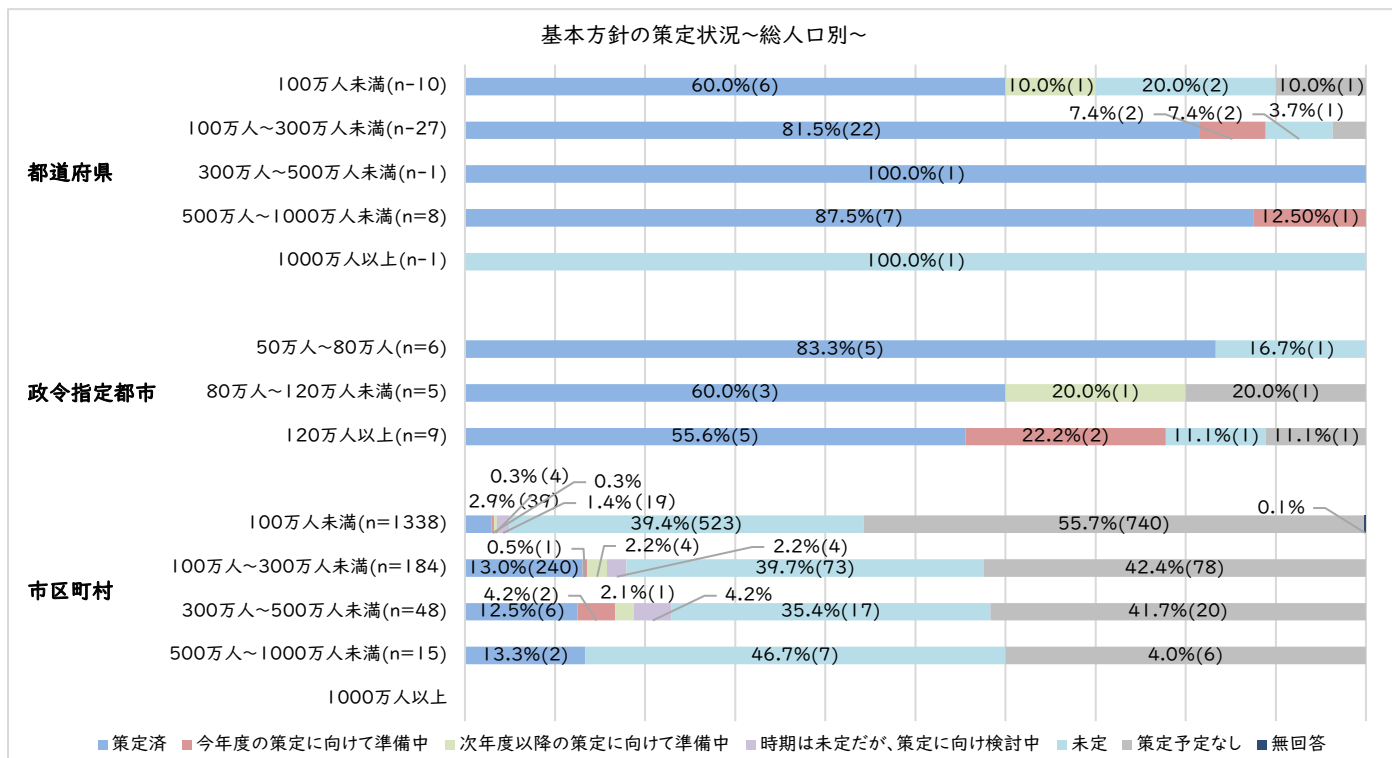 基本方針の策定状況~総人口別~
都道府県
100万人未満(n-10)
60.0%(6) 10.0%(1) 20.0%(2) 10.0%(1)
100万人~300万人未満(n-27)
81.5%(22) 7.4%(2) 7.4%(2) 3.7%(1)
300万人~500万人未満(n-1)
100.0%(1)
500万人~1000万人未満(n=8)
87.5%(7) 12.50%(1)
1000万人以上(n-1)
100.0%(1)
政令指定都市
50万人~80万人(n=6)
83.3%(5) 16.7%(1)
80万人~120万人未満(n=5)
60.0%(3) 20.0%(1) 20.0%(1)
120万人以上(n=9)
55.6%(5) 22.2%(2) 11.1%(1) 11.1%(1)
市区町村
100万人未満(n=1338)
2.9%(39) 0.3%(4) 0.3% 1.4%(19) 39.4%(523) 55.7%(740) 0.1%
100万人~300万人未満(n=184)
13.0%(240) 0.5%(1) 2.2%(4) 2.2%(4) 39.7%(73) 42.4%(78)
300万人~500万人未満(n=48)
12.5%(6) 4.2%(2) 2.1%(1) 4.2% 35.4%(17) 41.7%(20)
500万人~1000万人未満(n=15)
13.3%(2) 46.7%(7) 4.0%(6)
1000万人以上
策定済 今年度の策定に向けて準備中 次年度以降の策定に向けて準備中 時期は未定だが、策定に向け検討中 未定 策定予定なし 無回答